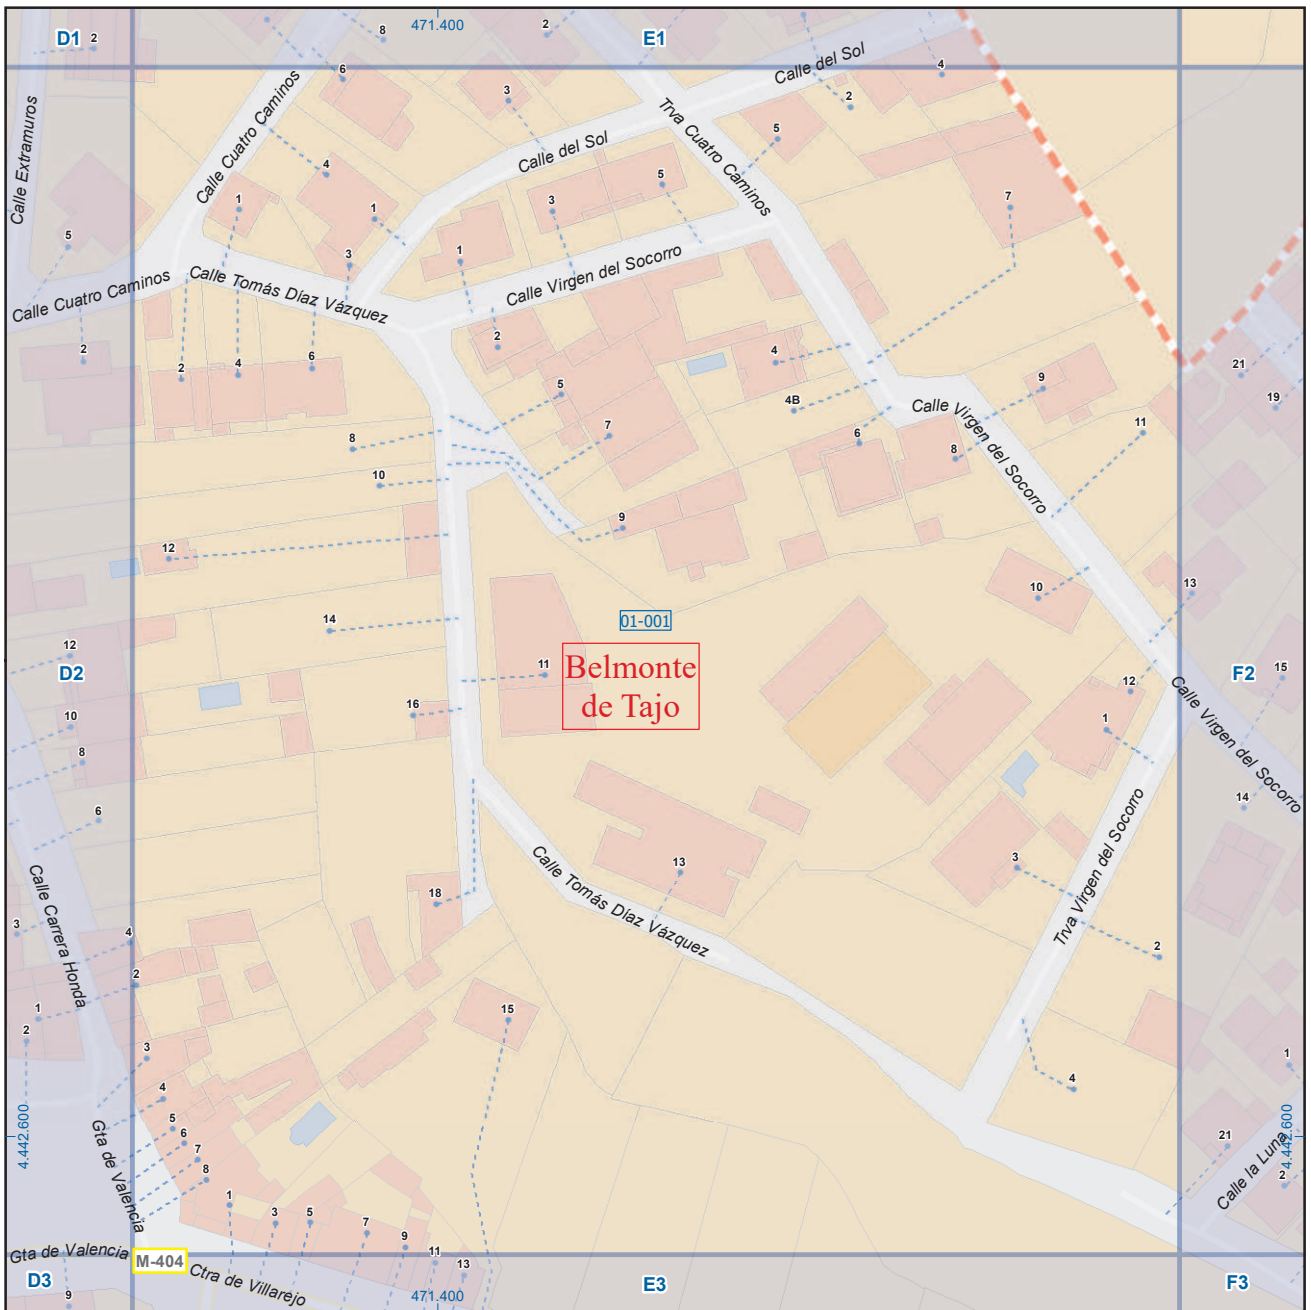 D1
2
8
471.400
2
E1
Calle del Sol
4
6
3
2
Calle Extramuros
Calle Cuatro Caminos
Trva Cuatro Caminos
5
Calle del Sol
4
5
7
1
1
3
5
1
3
Calle Virgen del Socorro
Calle Cuatro Caminos
Calle Tomás Díaz Vázquez
2
2
2
4
6
5
4
4B
9
21
19
Calle Virgen del Socorro
11
8
7
6
8
10
9
12
10
13
14
01-001
12
D2
11
Belmonte
de Tajo
12
F2
15
16
1
10
8
Calle Virgen del Socorro
6
14
Calle Tomás Díaz Vázquez
13
3
Trva Virgen del Socorro
Calle Carrera Honda
18
3
4
2
2
1
2
15
3
4
4
1
5
6
7
8
4.442.600
Gta de Valencia
21
Calle la Luna
4.442.600
2
1
3
5
7
9
11
13
Gta de Valencia
M-404
Ctra de Villarejo
D3
9
471.400
E3
F3